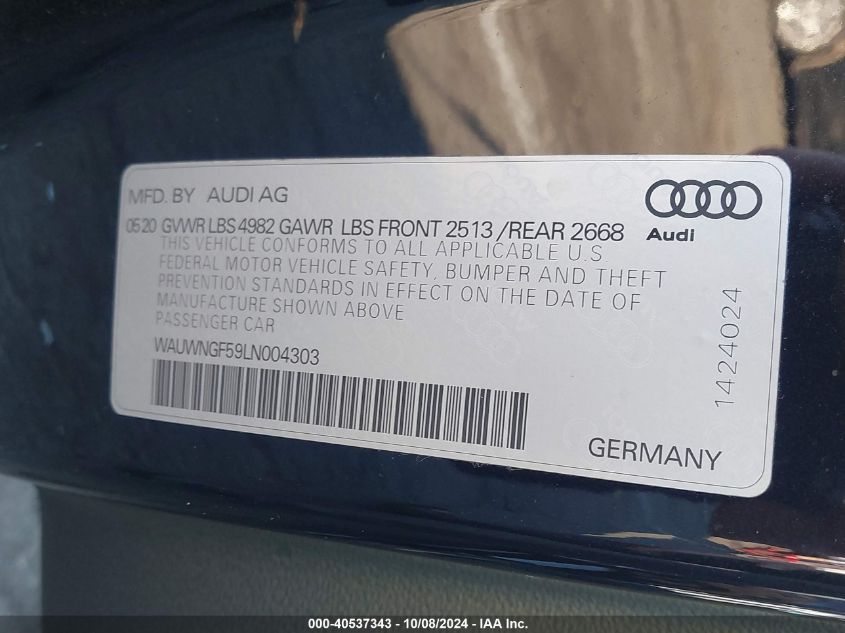 MFD. BY AUDI AG
0520 GVWR LBS 4982 GAWR LBS FRONT 2513 /REAR 2668
THIS VEHICLE CONFORMS TO ALL APPLICABLE U.S.
FEDERAL MOTOR VEHICLE SAFETY, BUMPER AND THEFT
PREVENTION STANDARDS IN EFFECT ON THE DATE OF
MANUFACTURE SHOWN ABOVE
PASSENGER CAR
WAUWNGF59LN004303
Audi
1424024
GERMANY
000-40537343 - 10/08/2024 - IAA Inc.